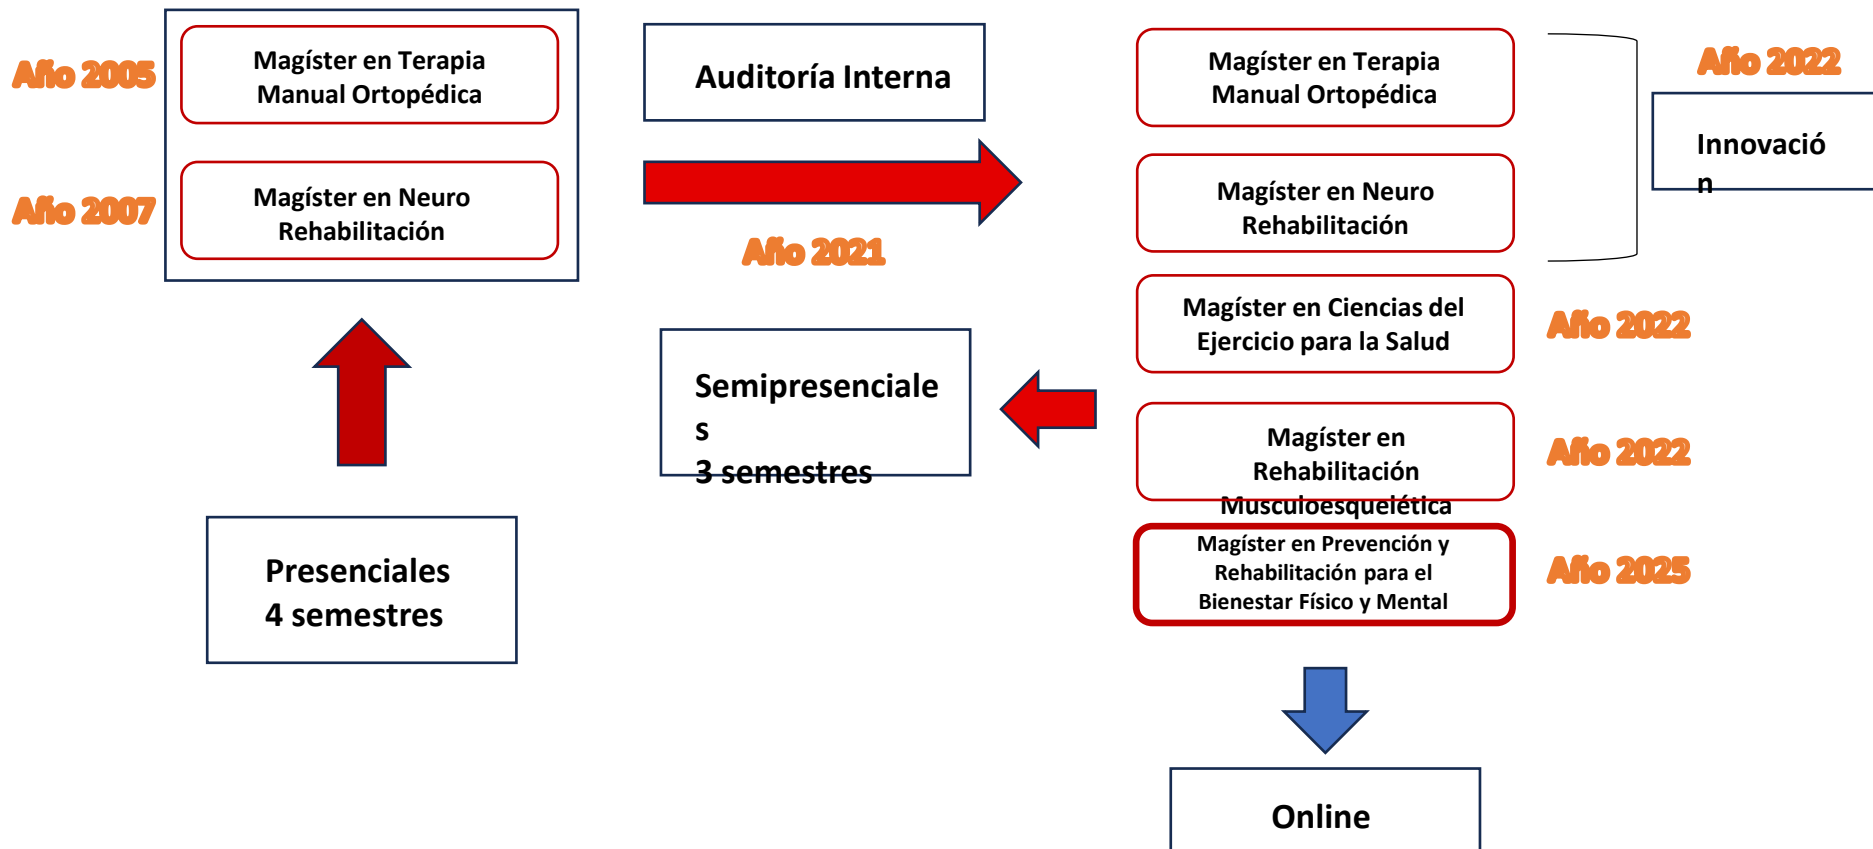 Año 2005
Magíster en Terapia
Manual Ortopédica
Año 2007
Magíster en Neuro
Rehabilitación
Presenciales
4 semestres
Auditoría Interna
Año 2021
Semipresenciale
s
3 semestres
Magíster en Terapia
Manual Ortopédica
Magíster en Neuro
Rehabilitación
Año 2022
Innovació
n
Magíster en Ciencias del
Ejercicio para la Salud
Año 2022
Magíster en
Rehabilitación
Musculoesquelética
Año 2022
Magíster en Prevención y
Rehabilitación para el
Bienestar Físico y Mental
Año 2025
Online